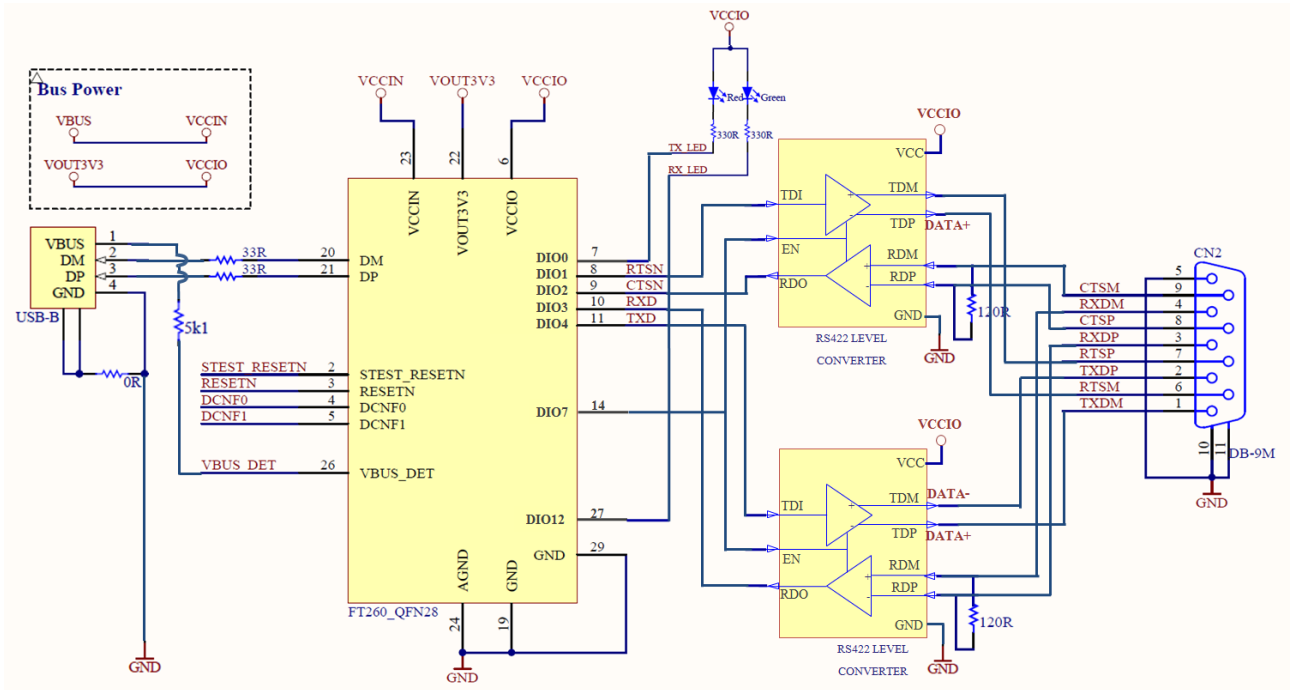 Bus Power
VBUS VCCIN
VOUT3V3 VCCIO
VCCIN VOUT3V3 VCCIO
VCCIO
Red Green
330R 330R
TX_LED
RX_LED
23 22 6
VCCIN VOUT3V3 VCCIO
VBUS 1
DM 2
DP 3
GND 4
USB-B
33R
33R
5k1
0R
GND
20 DM
21 DP
STEST_RESETN 2 STEST_RESETN
RESETN 3 RESETN
DCNF0 4 DCNF0
DCNF1 5 DCNF1
VBUS_DET 26 VBUS_DET
DIO0 7
DIO1 8 RTSN
DIO2 9 CTSN
DIO3 10 RXD
DIO4 11 TXD
DIO7 14
DIO12 27
GND 29
AGND GND
24 19
FT260_QFN28
GND
VCCIO
VCC
TDI
TDM
TDP DATA+
EN
RDM
RDP
RDO
GND
120R
GND
RS422 LEVEL
CONVERTER
VCCIO
VCC
TDI
TDM DATA-
TDP DATA+
EN
RDM
RDP
RDO
GND
120R
GND
RS422 LEVEL
CONVERTER
CN2
5
CTSM 9
RXDM 4
CTSP 8
RXDP 3
RTSP 7
TXDP 2
RTSM 6
TXDM 1
10 11 DB-9M
GND
+
-
+
-
+
-
+
-